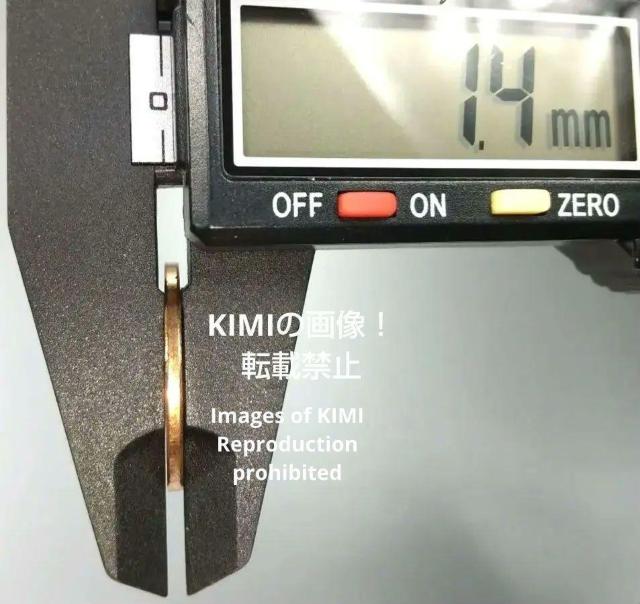 1.4 mm
0
OFF ON ZERO
KIMIの画像！
転載禁止
Images of KIMI
Reproduction
prohibited